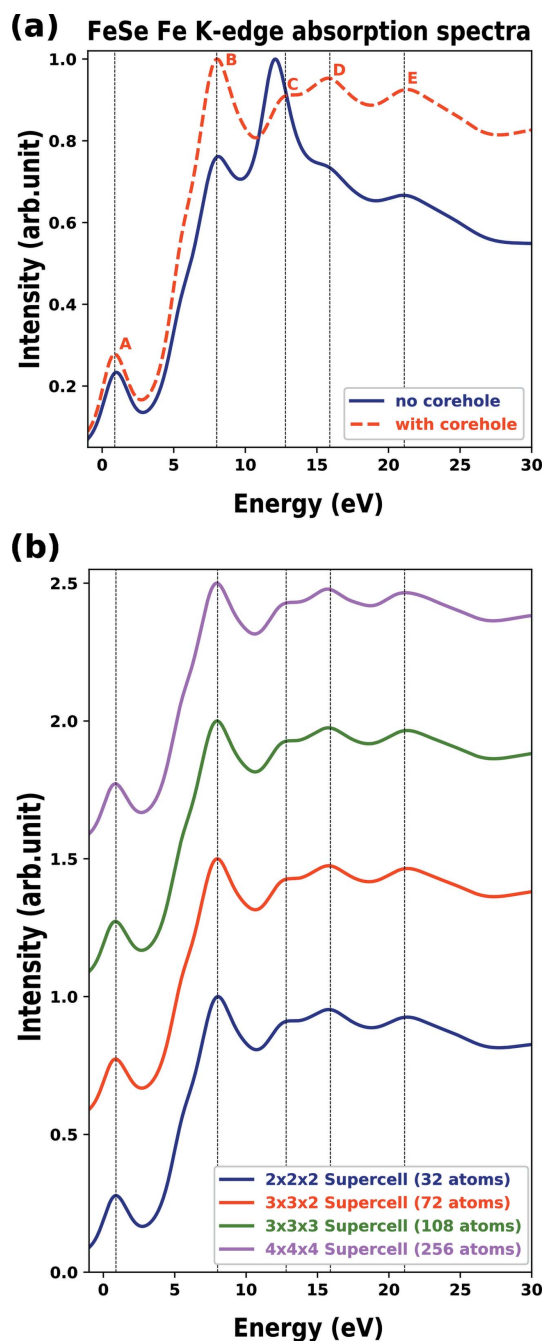 (a)
FeSe Fe K-edge absorption spectra
1.0
0.8
0.6
0.4
0.2
Intensity (arb.unit)
A
B
C
D
E
no corehole
with corehole
0
5
10
15
20
25
30
Energy (eV)
(b)
2.5
2.0
1.5
1.0
0.5
0.0
Intensity (arb.unit)
2x2x2 Supercell (32 atoms)
3x3x2 Supercell (72 atoms)
3x3x3 Supercell (108 atoms)
4x4x4 Supercell (256 atoms)
0
5
10
15
20
25
30
Energy (eV)